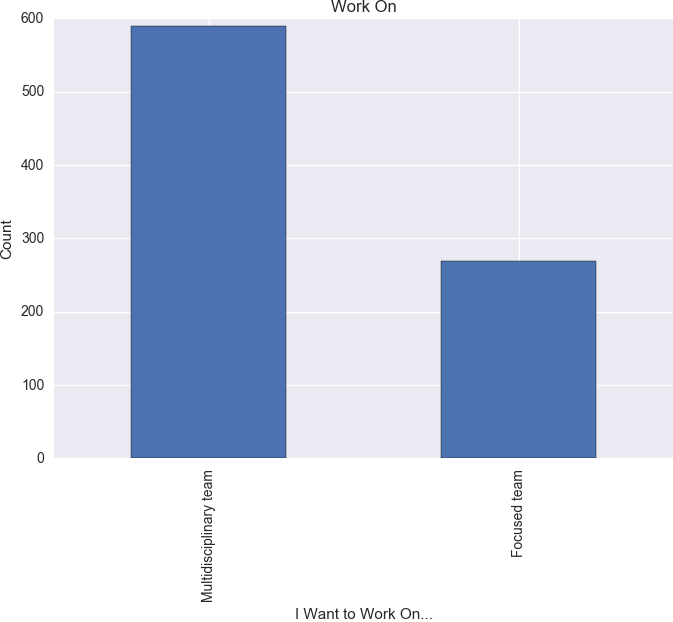 Work On
600
500
400
300
200
100
0
Count
Multidisciplinary team
Focused team
I Want to Work On...